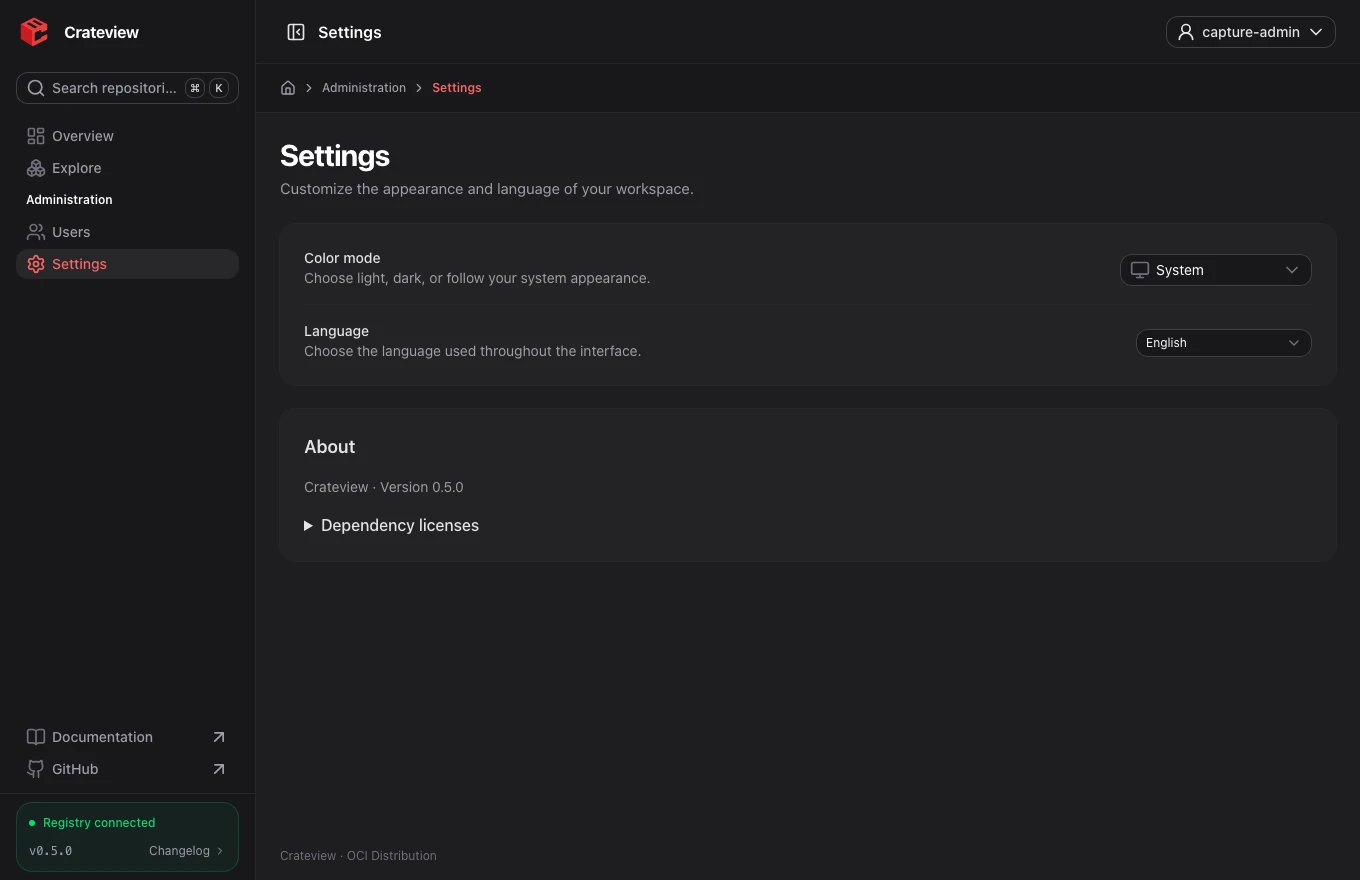 Crateview
Settings
capture-admin
Search repositori... ⌘ K
Administration
Settings
Overview
Explore
Administration
Users
Settings
Settings
Customize the appearance and language of your workspace.
Color mode
Choose light, dark, or follow your system appearance.
System
Language
Choose the language used throughout the interface.
English
About
Crateview · Version 0.5.0
Dependency licenses
Documentation
GitHub
Registry connected
v0.5.0
Changelog
Crateview · OCI Distribution